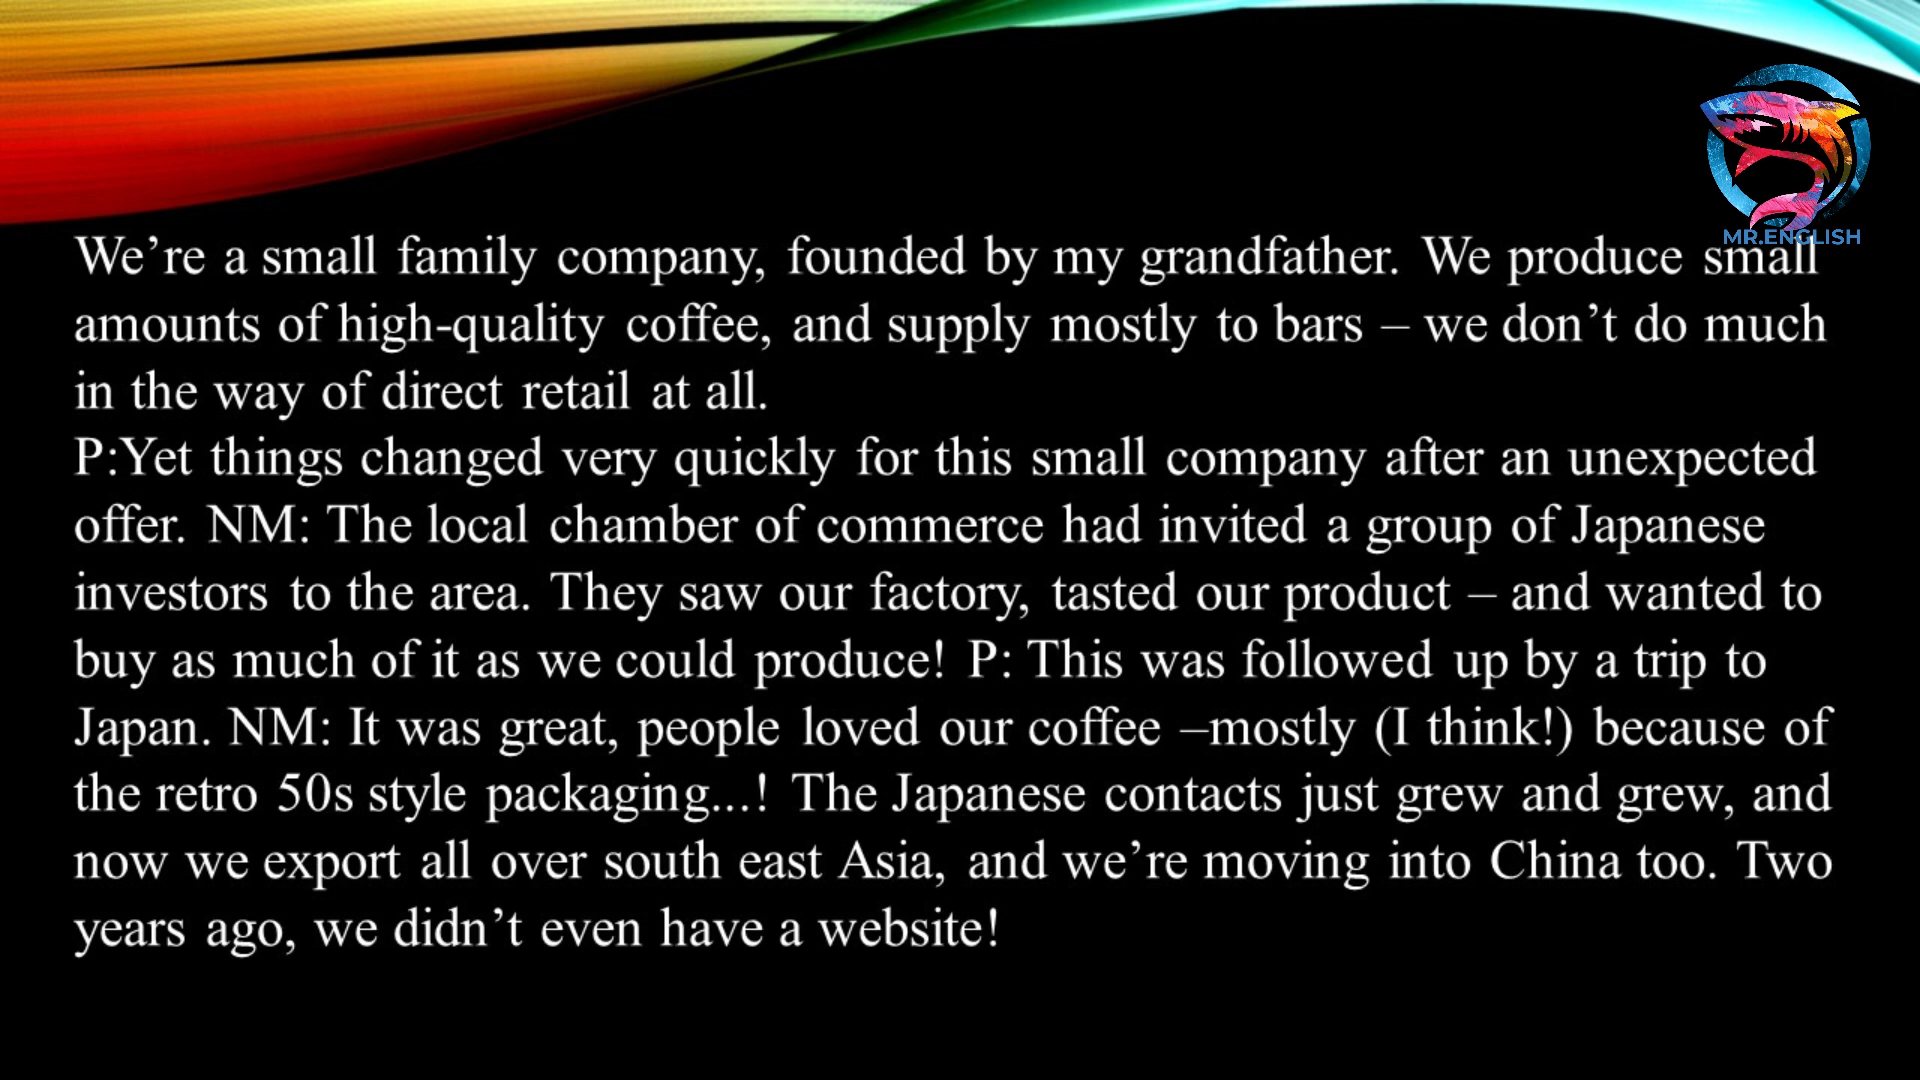 MR.ENGLISH
We’re a small family company, founded by my grandfather. We produce small
amounts of high-quality coffee, and supply mostly to bars – we don’t do much
in the way of direct retail at all.
P:Yet things changed very quickly for this small company after an unexpected
offer. NM: The local chamber of commerce had invited a group of Japanese
investors to the area. They saw our factory, tasted our product – and wanted to
buy as much of it as we could produce! P: This was followed up by a trip to
Japan. NM: It was great, people loved our coffee –mostly (I think!) because of
the retro 50s style packaging...! The Japanese contacts just grew and grew, and
now we export all over south east Asia, and we’re moving into China too. Two
years ago, we didn’t even have a website!